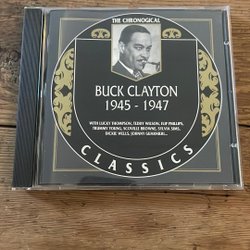 THE CHRONOGICAL
BUCK CLAYTON
1945 - 1947
WITH LUCKY THOMPSON, TEDDY WILSON, FLIP PHILLIPS,
TRUMMY YOUNG, SCOVILLE BROWNE, SYLVIA SIMS,
DICKIE WELLS, JOHNNY GUARNIERI...
CLASSICS